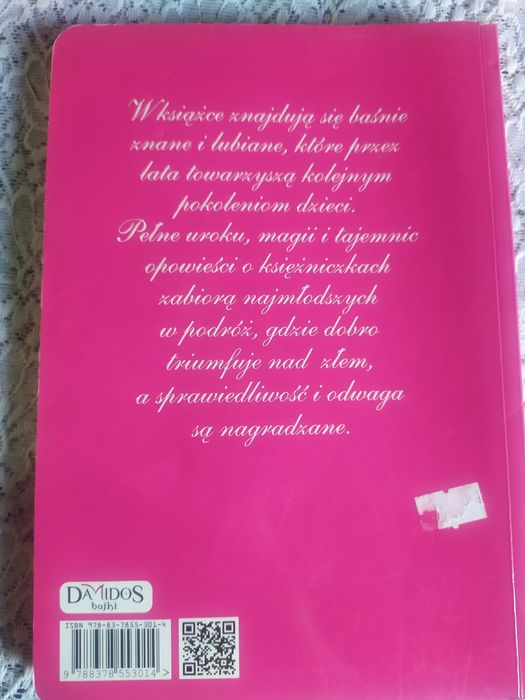 W książce znajdują się baśnie
znane i lubiane, które przez
lata towarzyszą kolejnym
pokoleniom dzieci.
Pełne uroku, magii i tajemnic
opowieści o księżniczkach
zabiorą najmłodszych
w podróż, gdzie dobro
triumfuje nad złem,
a sprawiedliwość i odwaga
są nagradzane.
DAMIDOS
bajki
ISBN 978-83-7855-301-4
9 788378 553014 >